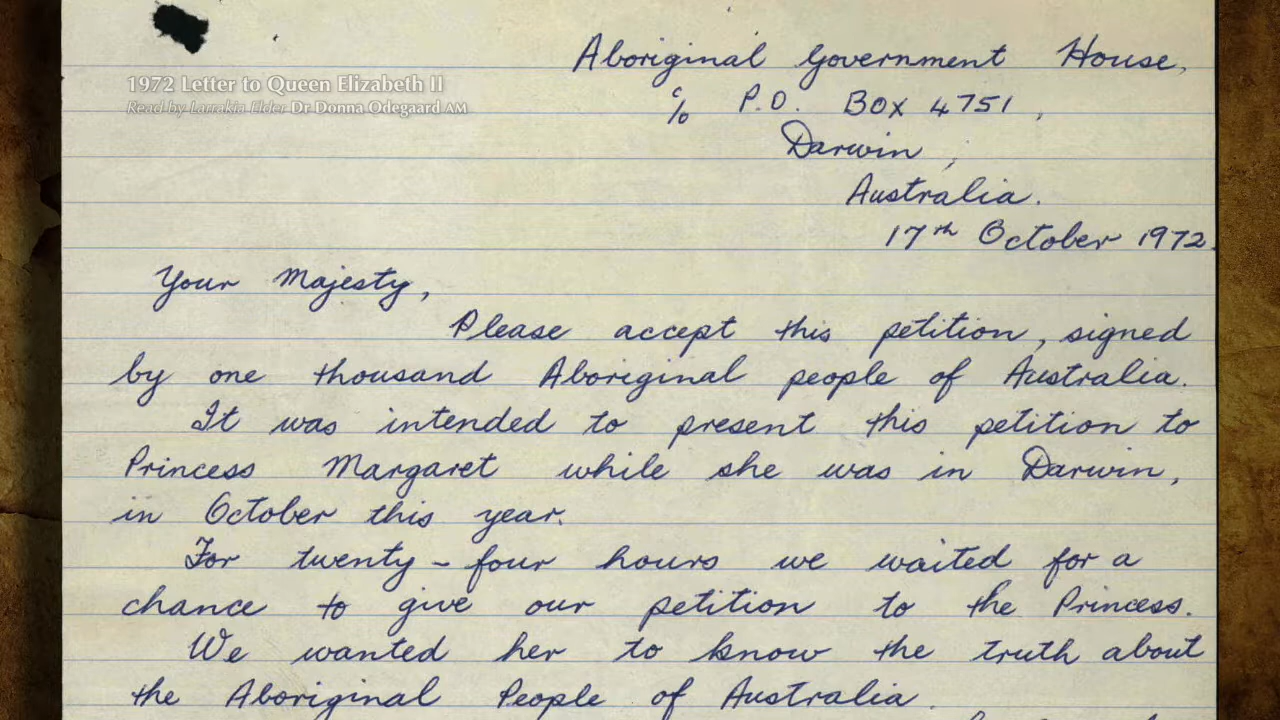 1972 Letter to Queen Elizabeth II
Read by Larrakia Elder Dr Donna Odegaard AM
Aboriginal Government House,
c/o P.O. BOX 4751,
Darwin,
Australia.
17th October 1972.
Your Majesty,
Please accept this petition, signed
by one thousand Aboriginal people of Australia.
It was intended to present this petition to
Princess Margaret while she was in Darwin,
in October this year.
For twenty-four hours we waited for a
chance to give our petition to the Princess.
We wanted her to know the truth about
the Aboriginal People of Australia.